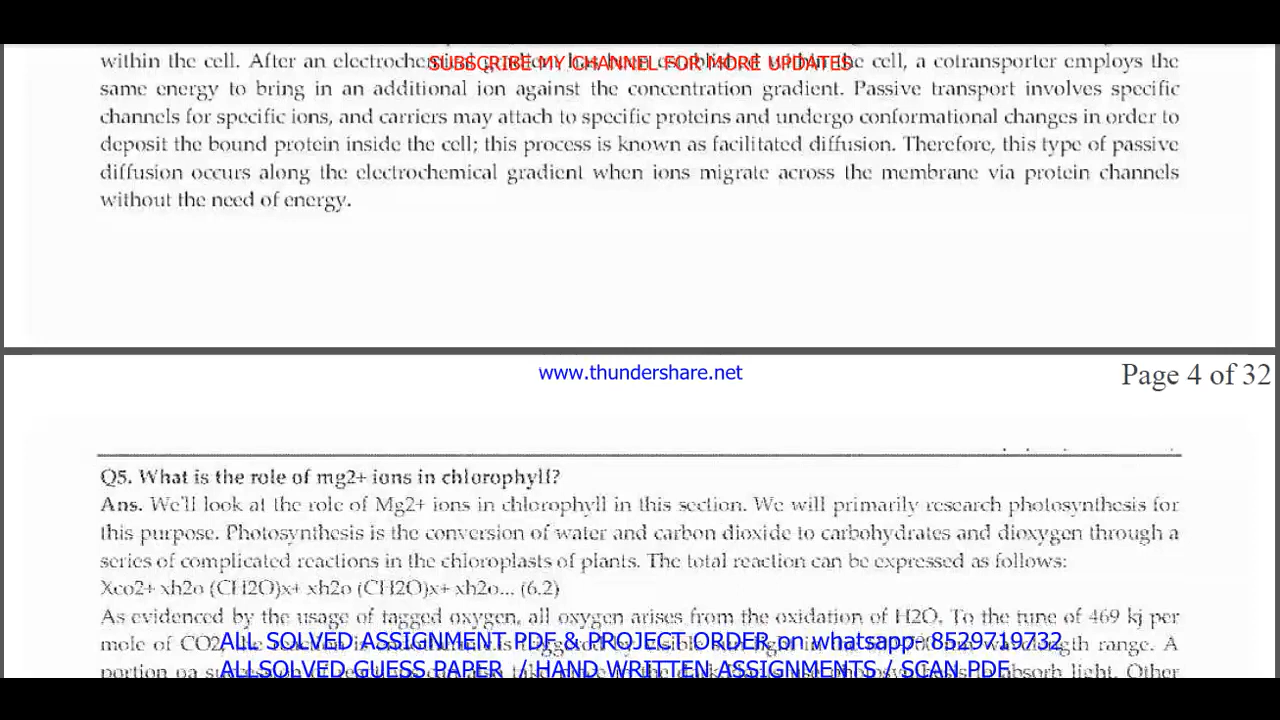 within the cell. After an electrochemical cell, a cotransporter employs the
SUBSCRIBE MY CHANNEL FOR MORE UPDATES
same energy to bring in an additional ion against the concentration gradient. Passive transport involves specific
channels for specific ions, and carriers may attach to specific proteins and undergo conformational changes in order to
deposit the bound protein inside the cell; this process is known as facilitated diffusion. Therefore, this type of passive
diffusion occurs along the electrochemical gradient when ions migrate across the membrane via protein channels
without the need of energy.
www.thundershare.net
Page 4 of 32
Q5. What is the role of mg2+ ions in chlorophyll?
Ans. We'll look at the role of Mg2+ ions in chlorophyll in this section. We will primarily research photosynthesis for
this purpose. Photosynthesis is the conversion of water and carbon dioxide to carbohydrates and dioxygen through a
series of complicated reactions in the chloroplasts of plants. The total reaction can be expressed as follows:
Xco2+ xh2o (CH2O)x+ xh2o (CH2O)x+ xh2o... (6.2)
As evidenced by the usage of tagged oxygen, all oxygen arises from the oxidation of H2O. To the tune of 469 kj per
mole of CO2, range. A
ALL SOLVED ASSIGNMENT PDF & PROJECT ORDER on whatsapp- 8529719732
portion absorb light. Other
ALLSOLVED GUESS PAPER / HAND WRITTEN ASSIGNMENTS / SCAN PDF